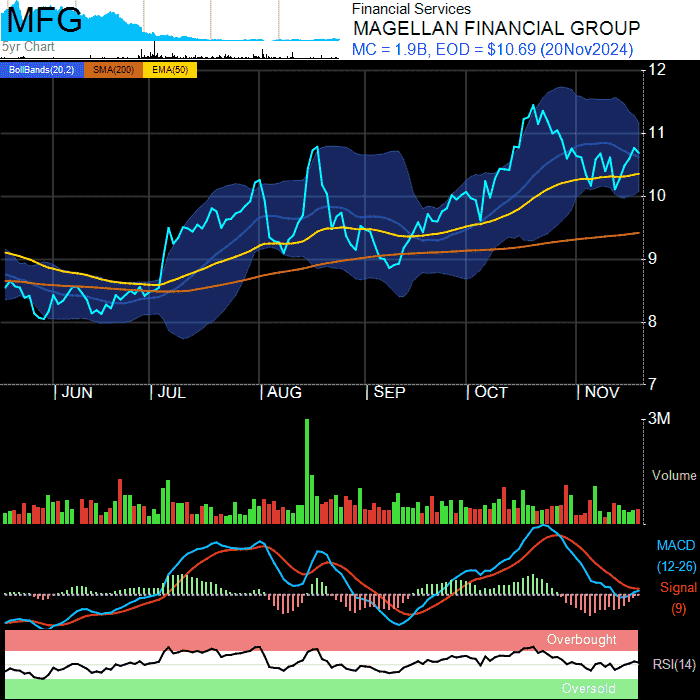 MFG
5yr Chart
Financial Services
MAGELLAN FINANCIAL GROUP
MC = 1.9B, EOD = $10.69 (20Nov2024)
BollBands(20,2) SMA(200) EMA(50)
12
11
10
9
8
7
JUN JUL AUG SEP OCT NOV
3M
Volume
MACD
(12-26)
Signal
(9)
Overbought
RSI(14)
Oversold